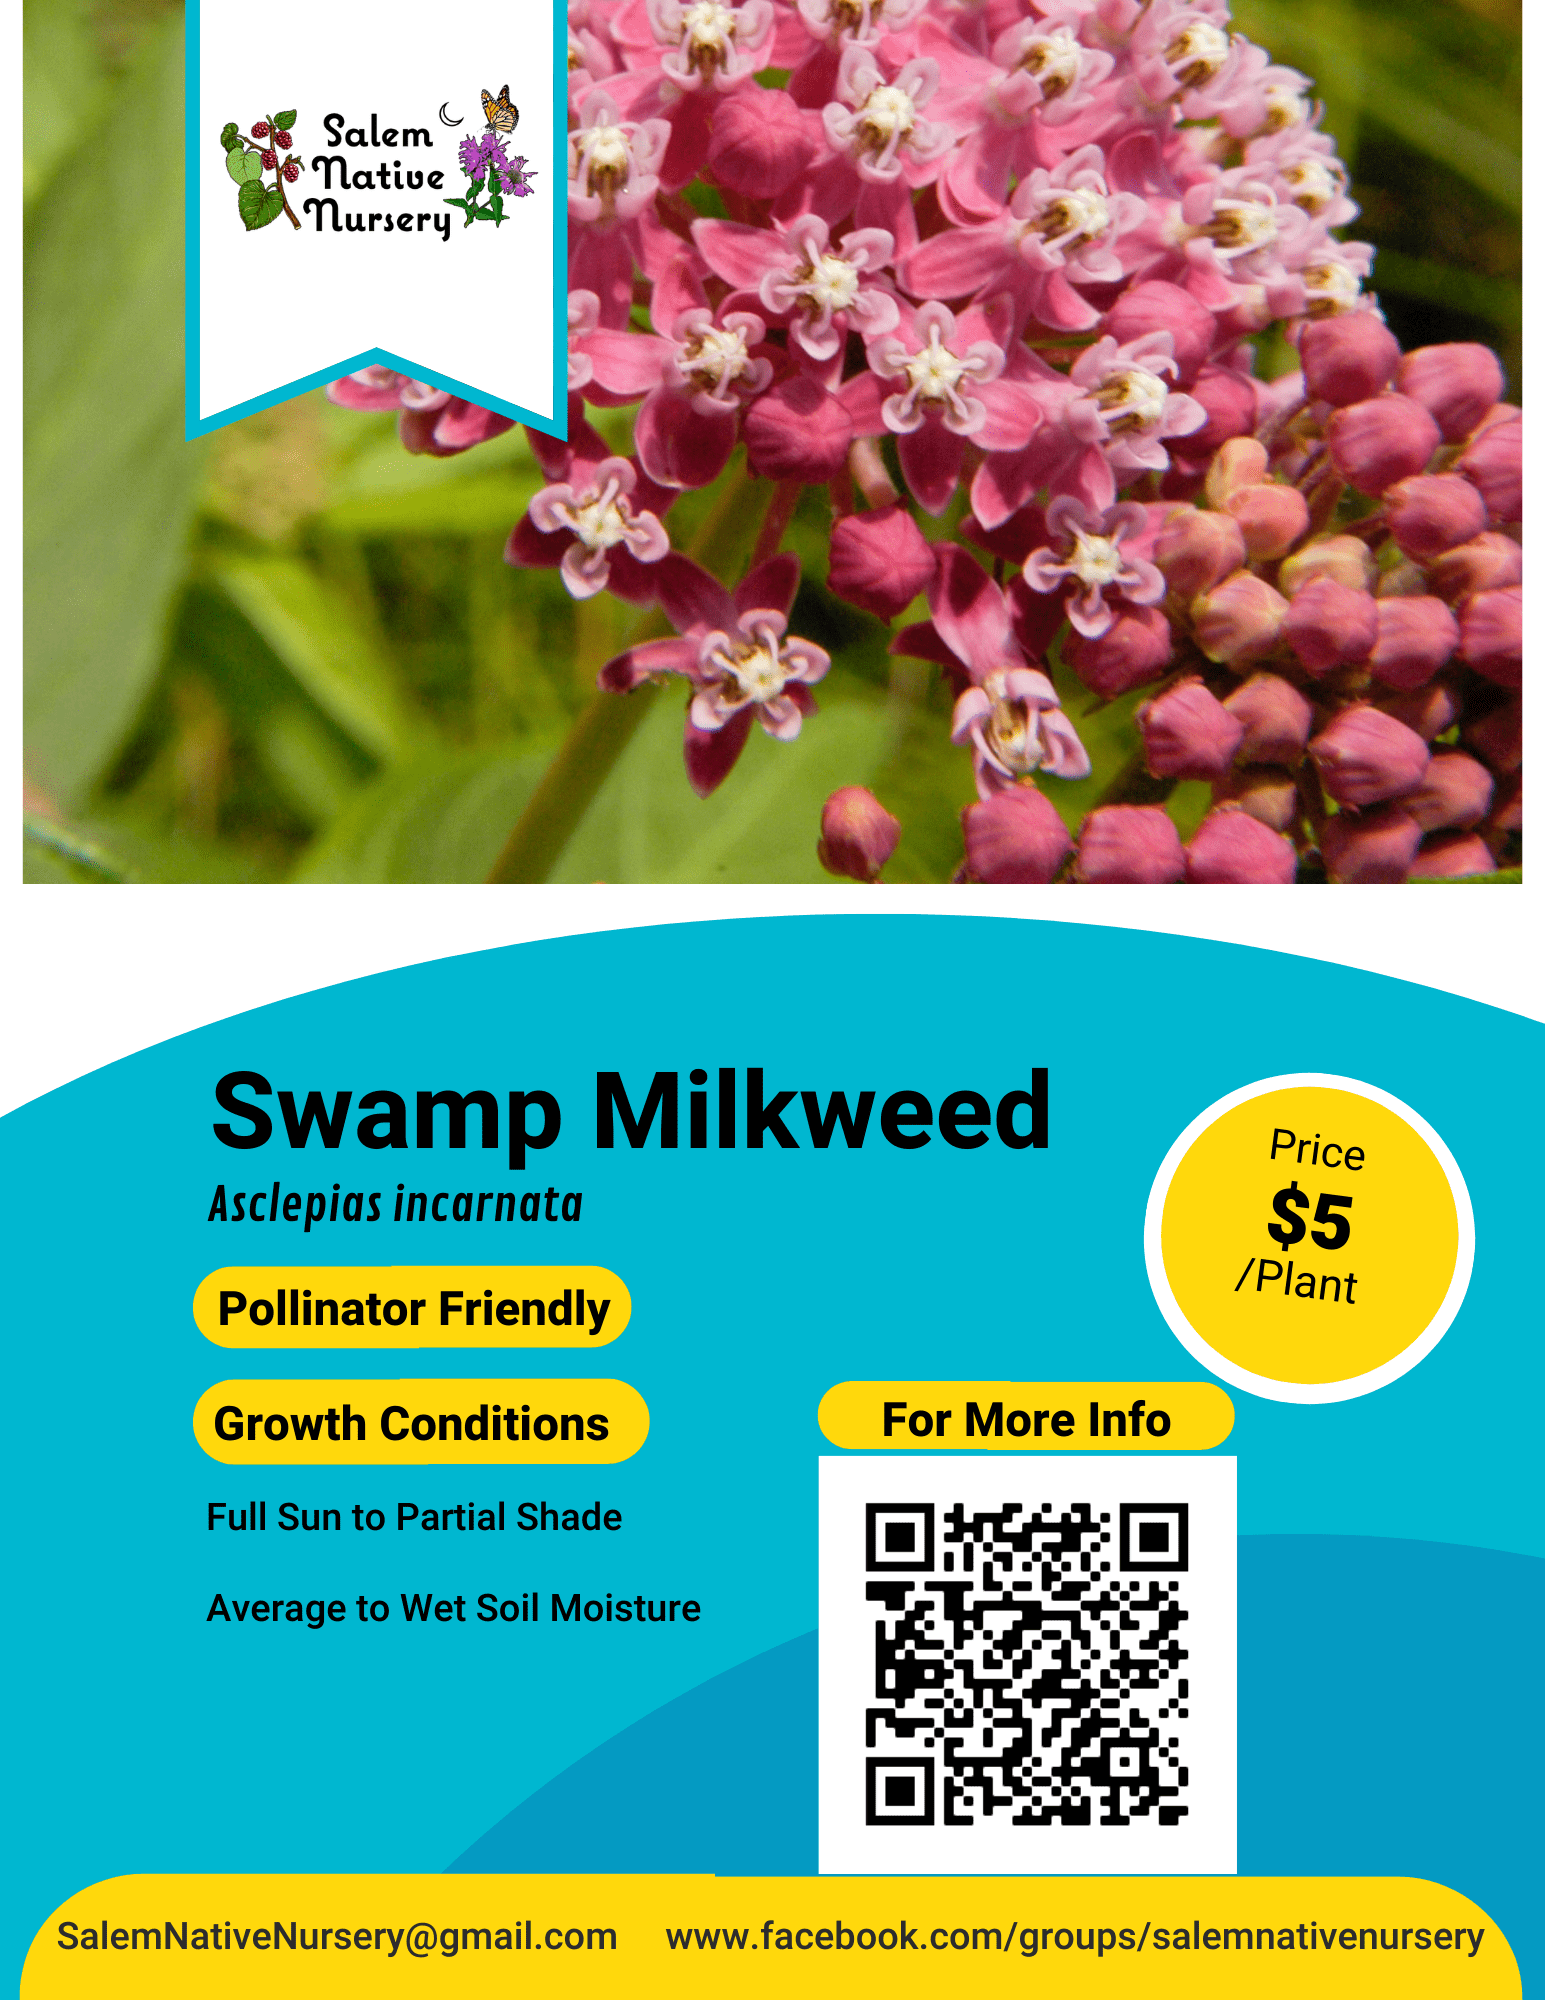 Salem
Native
Nursery
Swamp Milkweed
Asclepias incarnata
Price
$5
/Plant
Pollinator Friendly
Growth Conditions
For More Info
Full Sun to Partial Shade
Average to Wet Soil Moisture
SalemNativeNursery@gmail.com
www.facebook.com/groups/salemnativenursery